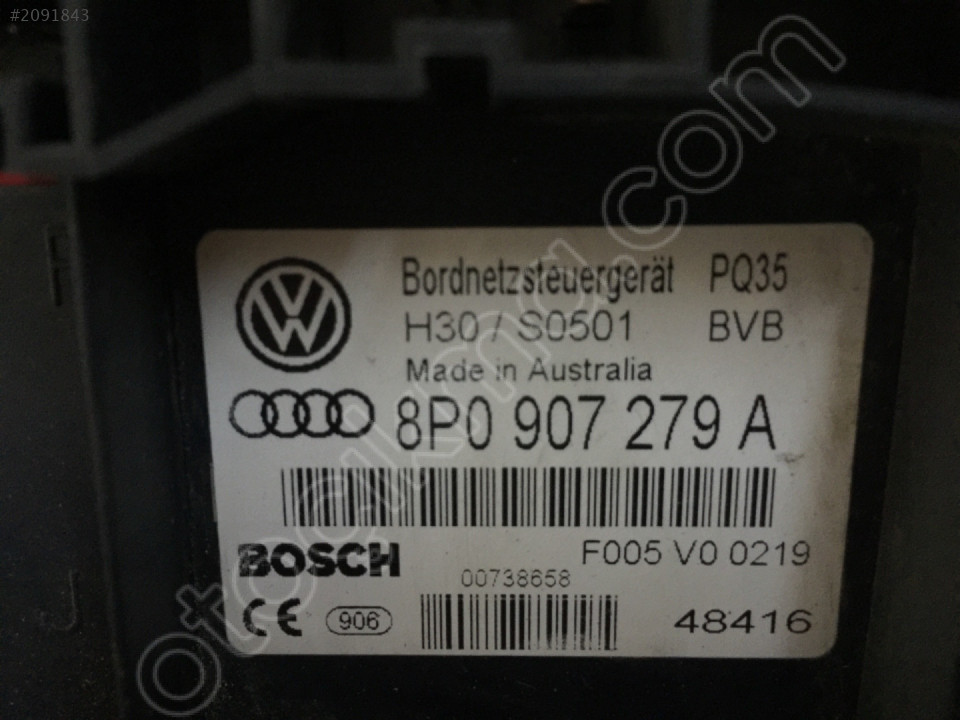 #2091843
Bordnetzsteuergerät PQ35
H30 / S0501 BVB
Made in Australia
8P0 907 279 A
BOSCH
F005 V0 0219
00738658
CE 906
48416
otocikma.com